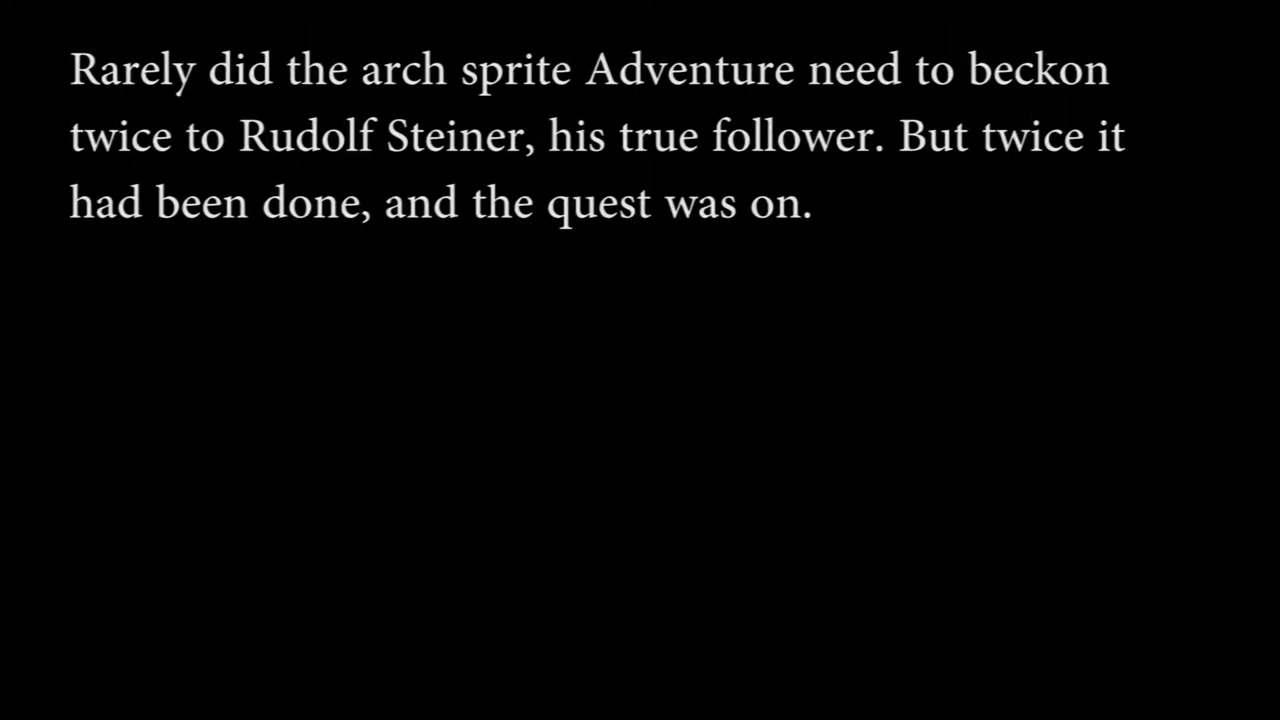 Rarely did the arch sprite Adventure need to beckon
twice to Rudolf Steiner, his true follower. But twice it
had been done, and the quest was on.